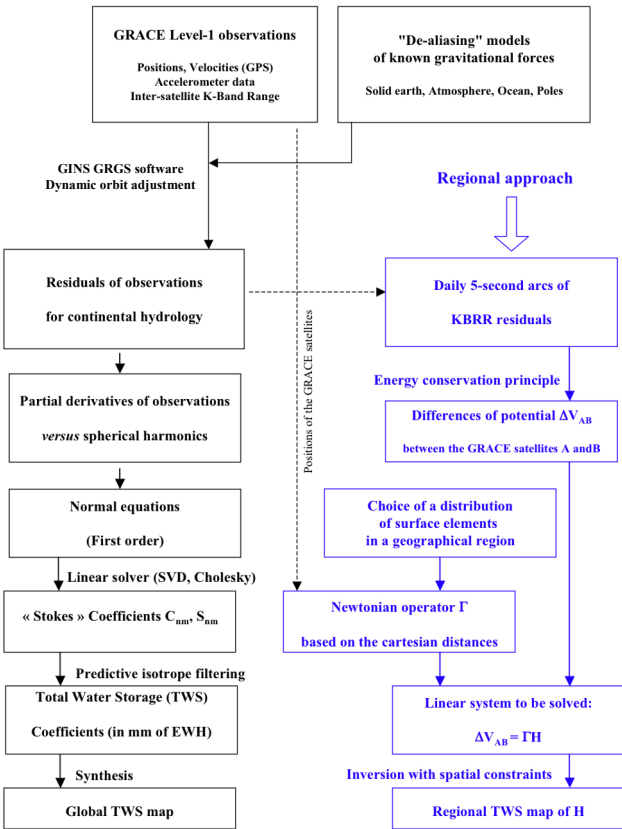 GRACE Level-1 observations
Positions, Velocities (GPS)
Accelerometer data
Inter-satellite K-Band Range
"De-aliasing" models
of known gravitational forces
Solid earth, Atmosphere, Ocean, Poles
GINS GRGS software
Dynamic orbit adjustment
Regional approach
Residuals of observations
for continental hydrology
Daily 5-second arcs of
KBRR residuals
Positions of the GRACE satellites
Energy conservation principle
Partial derivatives of observations
versus spherical harmonics
Differences of potential ΔV_AB
between the GRACE satellites A andB
Normal equations
(First order)
Choice of a distribution
of surface elements
in a geographical region
Linear solver (SVD, Cholesky)
« Stokes » Coefficients C_nm, S_nm
Newtonian operator Γ
based on the cartesian distances
Predictive isotrope filtering
Total Water Storage (TWS)
Coefficients (in mm of EWH)
Linear system to be solved:
ΔV_AB = ΓH
Synthesis
Inversion with spatial constraints
Global TWS map
Regional TWS map of H